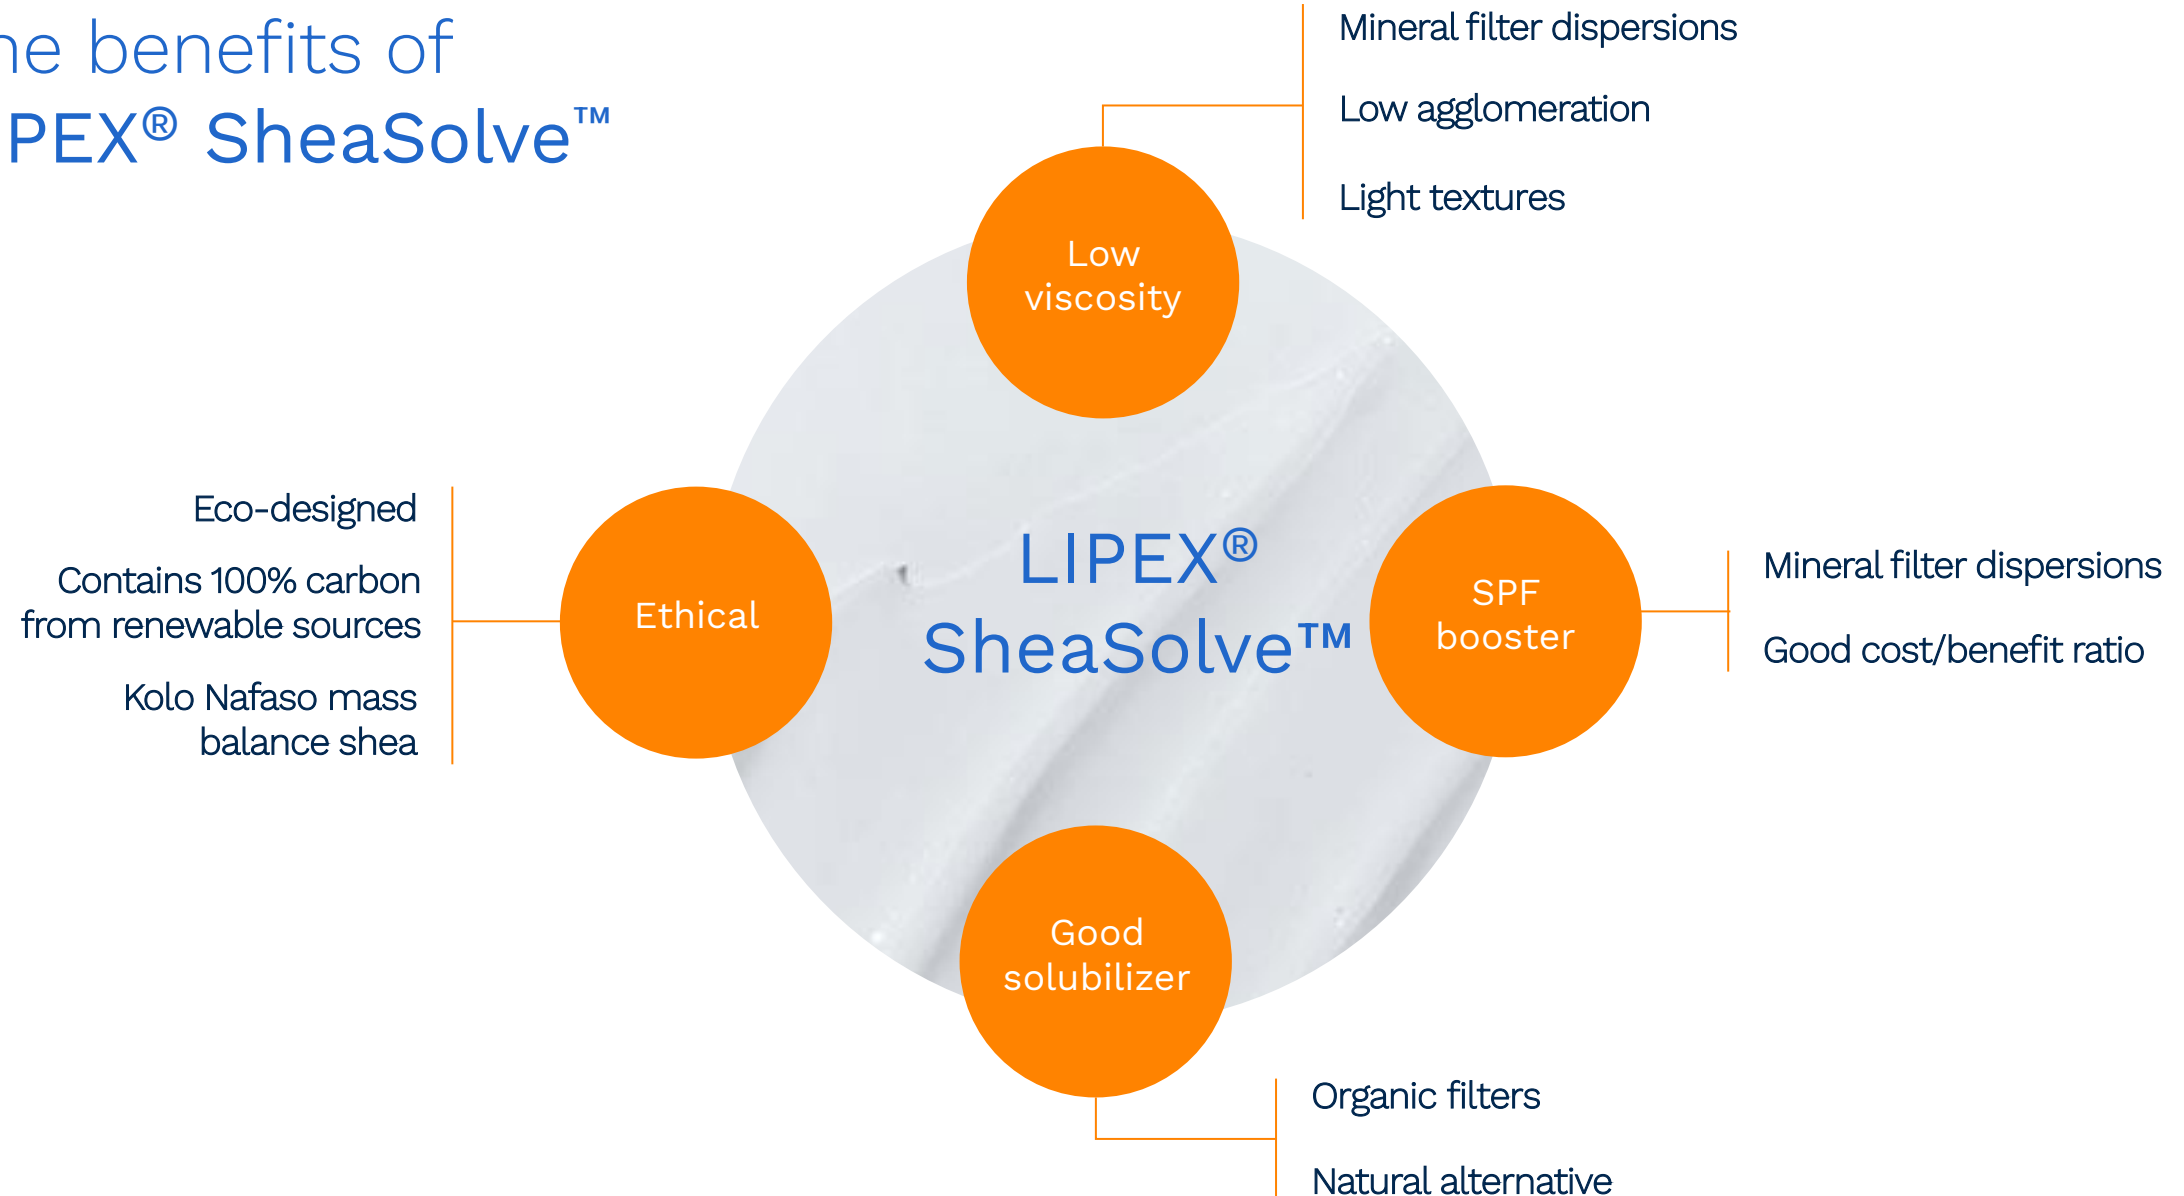 he benefits of
IPEX® SheaSolve™
Mineral filter dispersions
Low agglomeration
Light textures
Low
viscosity
Eco-designed
Contains 100% carbon
from renewable sources
Kolo Nafaso mass
balance shea
Ethical
LIPEX®
SheaSolve™
SPF
booster
Mineral filter dispersions
Good cost/benefit ratio
Good
solubilizer
Organic filters
Natural alternative